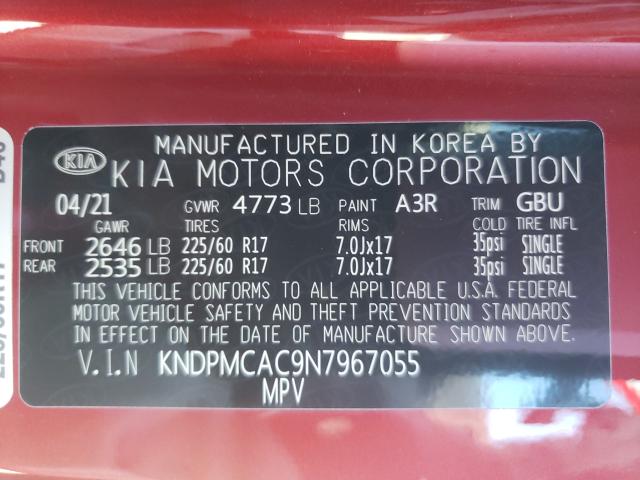 MANUFACTURED IN KOREA BY
KIA KIA MOTORS CORPORATION
04/21 GVWR 4773 LB PAINT A3R TRIM GBU
GAWR TIRES RIMS COLD TIRE INFL
FRONT 2646 LB 225/60 R17 7.0Jx17 35psi SINGLE
REAR 2535 LB 225/60 R17 7.0Jx17 35psi SINGLE
THIS VEHICLE CONFORMS TO ALL APPLICABLE U.S.A. FEDERAL
MOTOR VEHICLE SAFETY AND THEFT PREVENTION STANDARDS
IN EFFECT ON THE DATE OF MANUFACTURE SHOWN ABOVE.
V.I.N KNDPMCAC9N7967055
MPV